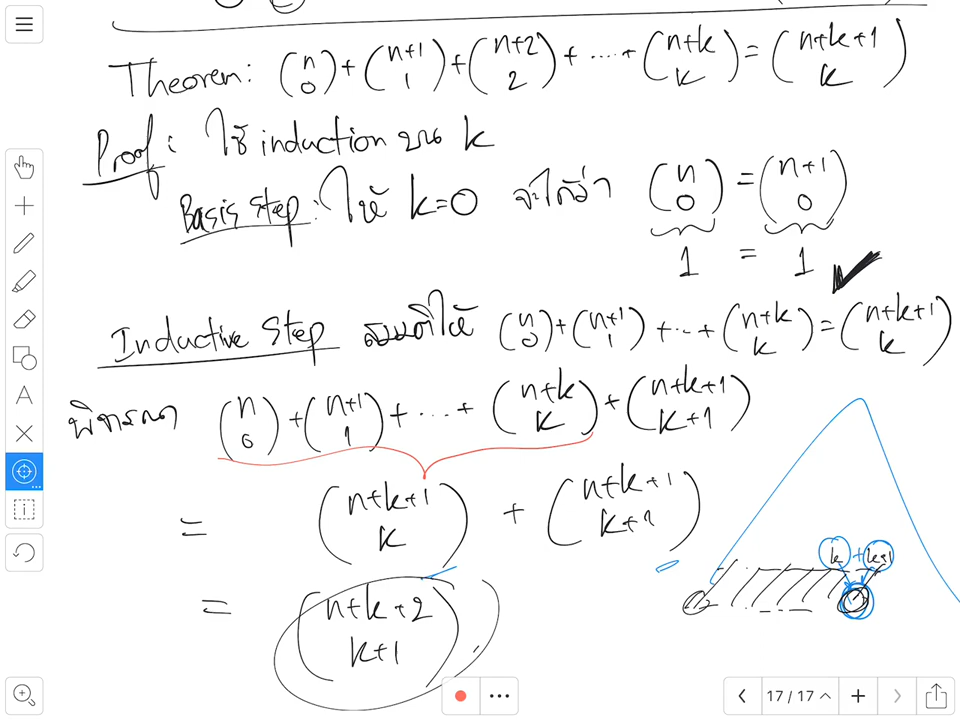 Theorem: (n 0) + (n+1 1) + (n+2 2) + ... + (n+k k) = (n+k+1 k)
Proof: ใช้ induction บน k
Basis Step: ให้ k=0 จะได้ว่า (n 0) = (n+1 0)
1 = 1 ✓
Inductive Step สมมติให้ (n 0) + (n+1 1) + ... + (n+k k) = (n+k+1 k)
พิจารณา (n 0) + (n+1 1) + ... + (n+k k) + (n+k+1 k+1)
= (n+k+1 k) + (n+k+1 k+1)
k + k+1
= (n+k+2 k+1)
A
17 / 17